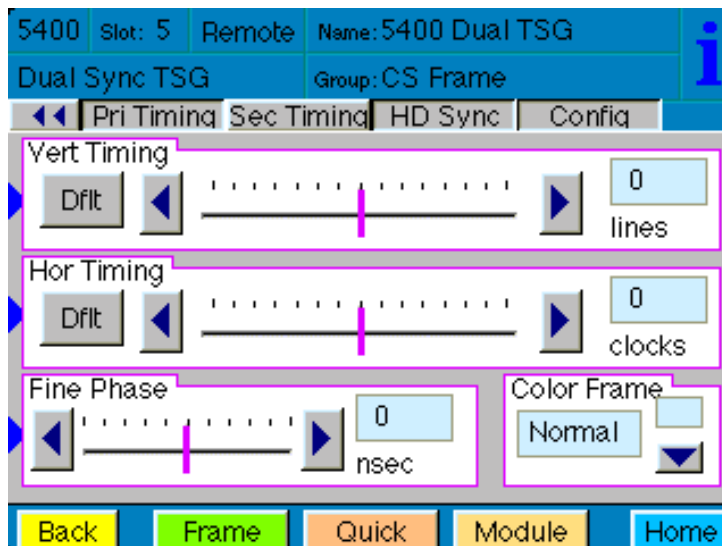 5400 Slot: 5 Remote Name: 5400 Dual TSG
Dual Sync TSG Group: CS Frame
i
Pri Timing Sec Timing HD Sync Config
Vert Timing
Dflt 0
lines
Hor Timing
Dflt 0
clocks
Fine Phase Color Frame
0 Normal
nsec
Back Frame Quick Module Home